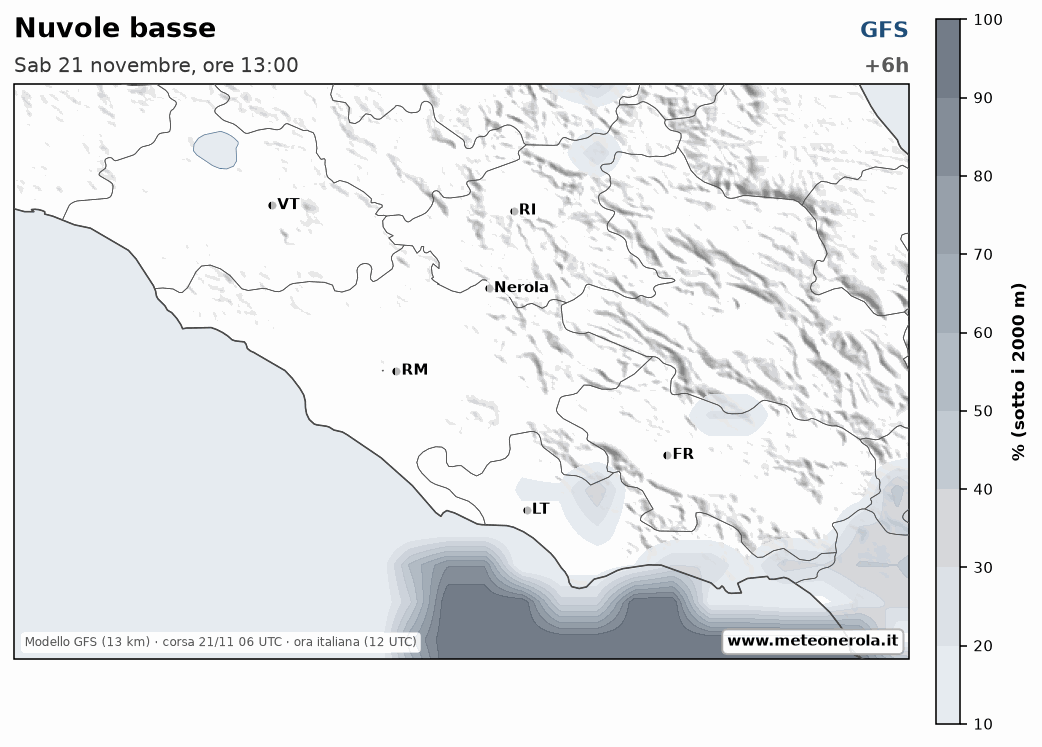 Nuvole basse
GFS
Sab 21 novembre, ore 13:00
+6h
VT
RI
Nerola
RM
FR
LT
Modello GFS (13 km) · corsa 21/11 06 UTC · ora italiana (12 UTC)
www.meteonerola.it
100
90
80
70
60
50
40
30
20
10
% (sotto i 2000 m)